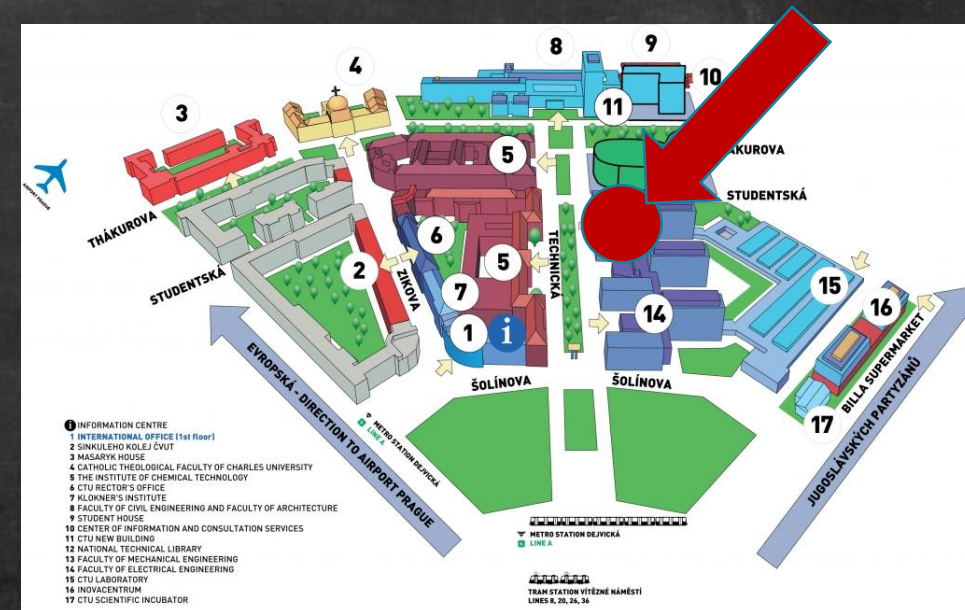 8
9
4
10
11
3
5
THÁKUROVA
AIRPORT PRAGUE
STUDENTSKÁ
THÁKUROVA
6
TECHNICKÁ
STUDENTSKÁ
2
ZIKOVA
5
15
7
16
14
1
i
BILLA SUPERMARKET
ŠOLÍNOVA
ŠOLÍNOVA
17
EVROPSKÁ - DIRECTION TO AIRPORT PRAGUE
METRO STATION DEJVICKÁ
LINE A
JUGOSLÁVSKÝCH PARTYZÁNŮ
i INFORMATION CENTRE
1 INTERNATIONAL OFFICE (1st floor)
2 SINKULEHO KOLEJ ČVUT
3 MASARYK HOUSE
4 CATHOLIC THEOLOGICAL FACULTY OF CHARLES UNIVERSITY
5 THE INSTITUTE OF CHEMICAL TECHNOLOGY
6 CTU RECTOR'S OFFICE
7 KLOKNER'S INSTITUTE
8 FACULTY OF CIVIL ENGINEERING AND FACULTY OF ARCHITECTURE
9 STUDENT HOUSE
10 CENTER OF INFORMATION AND CONSULTATION SERVICES
11 CTU NEW BUILDING
12 NATIONAL TECHNICAL LIBRARY
13 FACULTY OF MECHANICAL ENGINEERING
14 FACULTY OF ELECTRICAL ENGINEERING
15 CTU LABORATORY
16 INOVACENTRUM
17 CTU SCIENTIFIC INCUBATOR
METRO STATION DEJVICKÁ
LINE A
TRAM STATION VÍTĚZNÉ NÁMĚSTÍ
LINES 8, 20, 26, 36